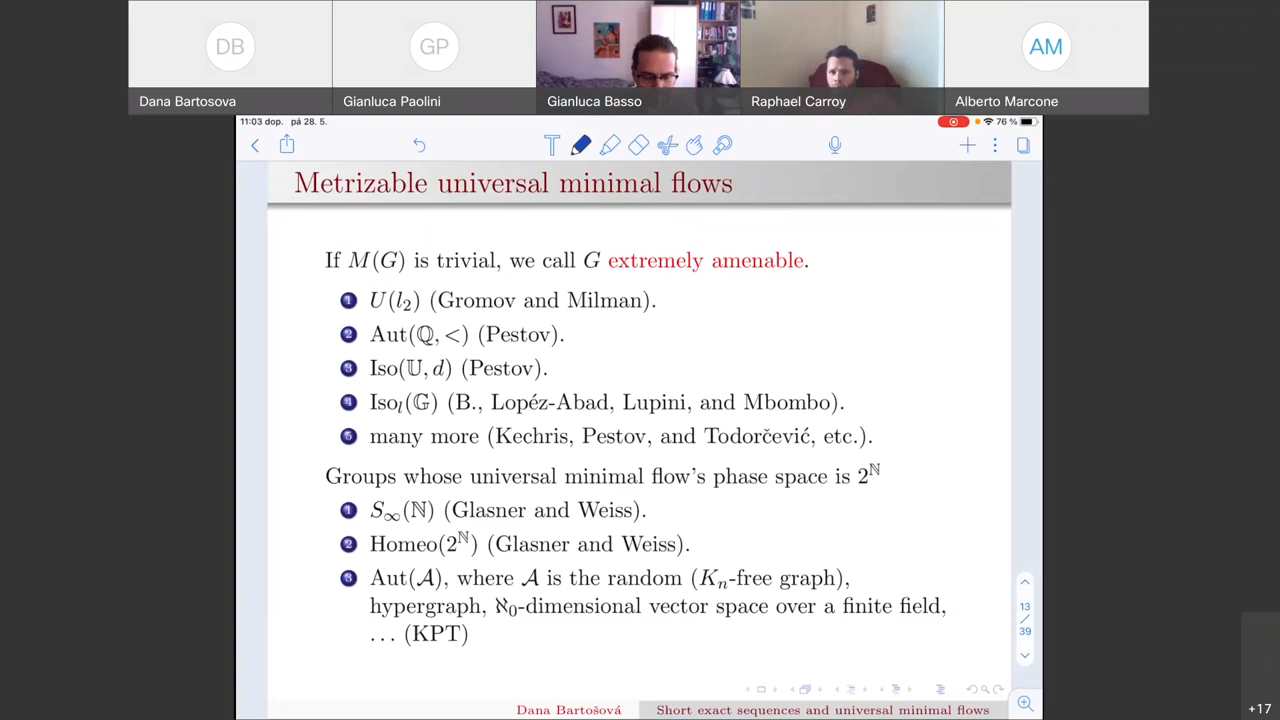 DB
GP
AM
Dana Bartosova
Gianluca Paolini
Gianluca Basso
Raphael Carroy
Alberto Marcone
11:03 dop. pá 28. 5.
76 %
Metrizable universal minimal flows
If M(G) is trivial, we call G extremely amenable.
1 U(l₂) (Gromov and Milman).
2 Aut(ℚ, <) (Pestov).
3 Iso(𝕌, d) (Pestov).
4 Isoₗ(𝔾) (B., Lopéz-Abad, Lupini, and Mbombo).
5 many more (Kechris, Pestov, and Todorčević, etc.).
Groups whose universal minimal flow's phase space is 2^ℕ
1 S∞(ℕ) (Glasner and Weiss).
2 Homeo(2^ℕ) (Glasner and Weiss).
3 Aut(𝒜), where 𝒜 is the random (Kₙ-free graph),
hypergraph, ℵ₀-dimensional vector space over a finite field,
... (KPT)
13
/
39
Dana Bartošová
Short exact sequences and universal minimal flows
+17